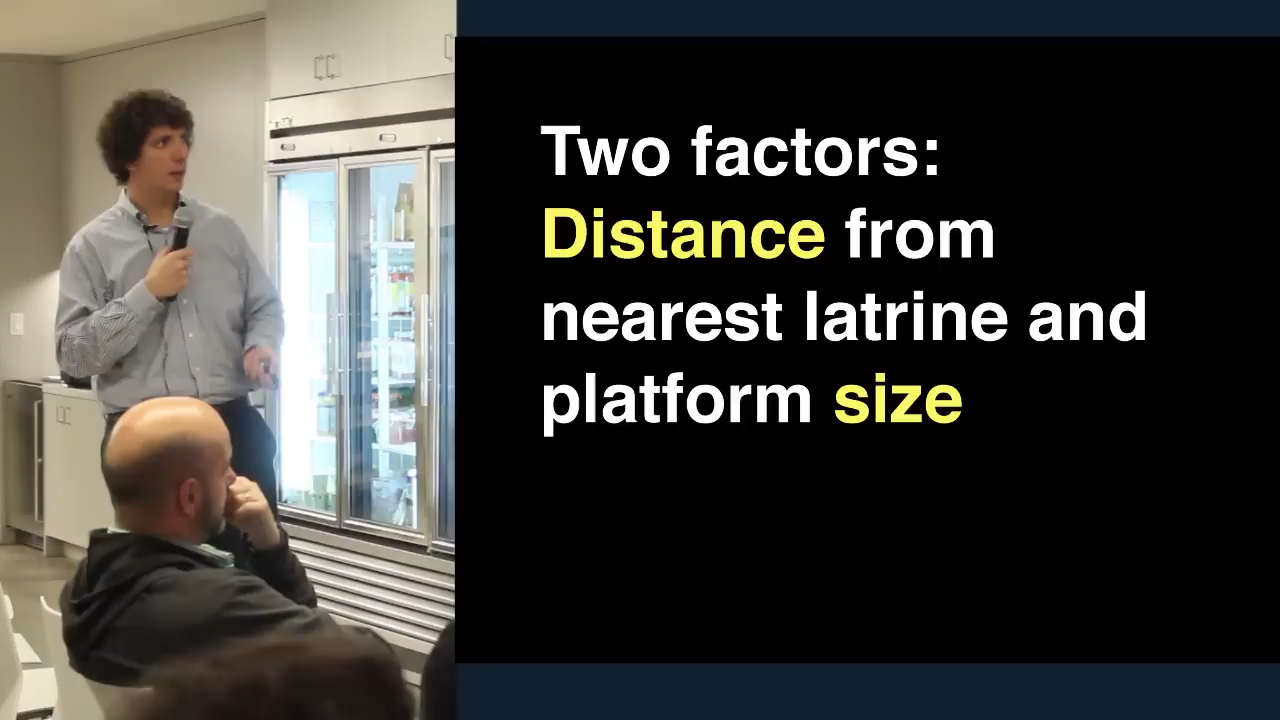 Two factors:
Distance from
nearest latrine and
platform size